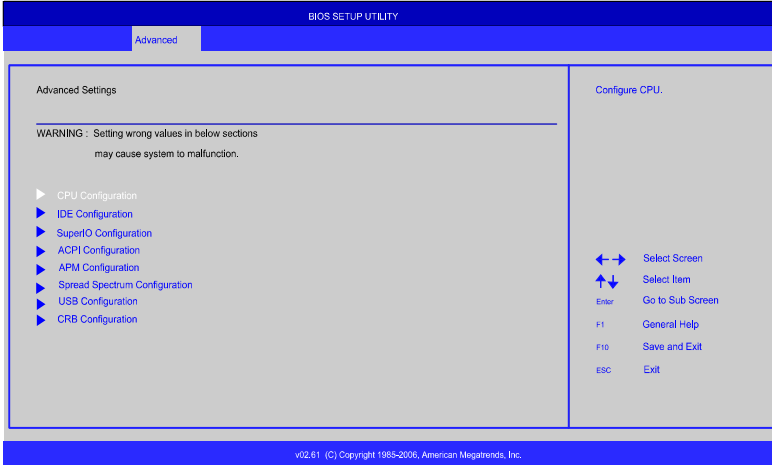 BIOS SETUP UTILITY
Advanced
Advanced Settings
WARNING : Setting wrong values in below sections
may cause system to malfunction.
CPU Configuration
IDE Configuration
SuperIO Configuration
ACPI Configuration
APM Configuration
Spread Spectrum Configuration
USB Configuration
CRB Configuration
Configure CPU.
Select Screen
Select Item
Enter Go to Sub Screen
F1 General Help
F10 Save and Exit
ESC Exit
v02.61 (C) Copyright 1985-2006, American Megatrends, Inc.